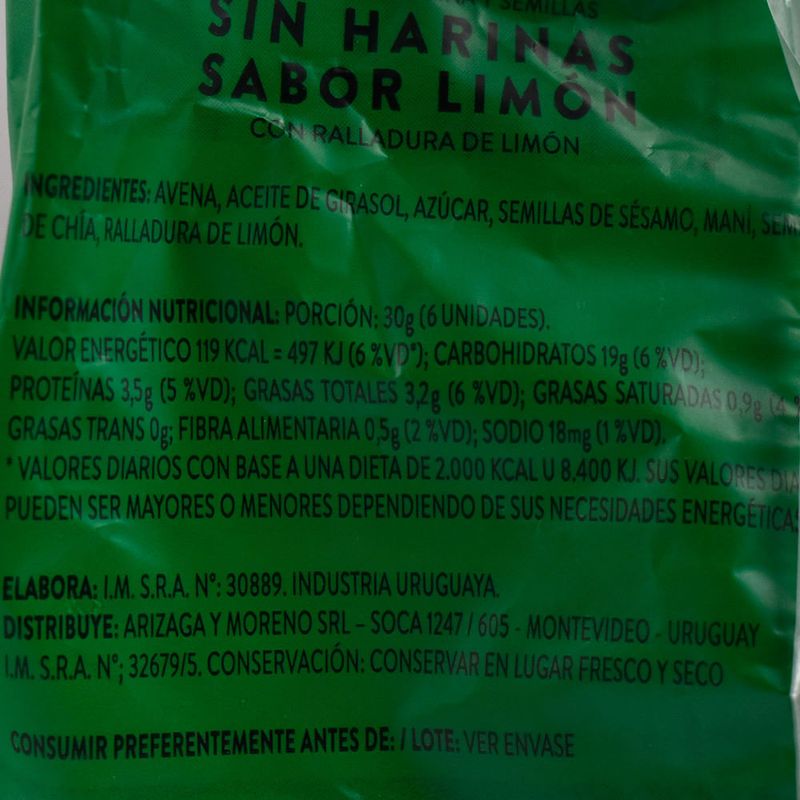 SEMILLAS
SIN HARINAS
SABOR LIMÓN
CON RALLADURA DE LIMÓN
INGREDIENTES: AVENA, ACEITE DE GIRASOL, AZÚCAR, SEMILLAS DE SÉSAMO, MANÍ, SEM
DE CHÍA, RALLADURA DE LIMÓN.
INFORMACIÓN NUTRICIONAL: PORCIÓN: 30g (6 UNIDADES).
VALOR ENERGÉTICO 119 KCAL = 497 KJ (6 %VD*); CARBOHIDRATOS 19g (6 %VD);
PROTEÍNAS 3,5g (5 %VD); GRASAS TOTALES 3,2g (6 %VD); GRASAS SATURADAS 0,9g (4 %
GRASAS TRANS 0g; FIBRA ALIMENTARIA 0,5g (2 %VD); SODIO 18mg (1 %VD).
* VALORES DIARIOS CON BASE A UNA DIETA DE 2.000 KCAL U 8.400 KJ. SUS VALORES DIA
PUEDEN SER MAYORES O MENORES DEPENDIENDO DE SUS NECESIDADES ENERGÉTICAS
ELABORA: I.M. S.R.A. N°: 30889. INDUSTRIA URUGUAYA.
DISTRIBUYE: ARIZAGA Y MORENO SRL – SOCA 1247 / 605 - MONTEVIDEO - URUGUAY
I.M. S.R.A. N°; 32679/5. CONSERVACIÓN: CONSERVAR EN LUGAR FRESCO Y SECO
CONSUMIR PREFERENTEMENTE ANTES DE: / LOTE: VER ENVASE